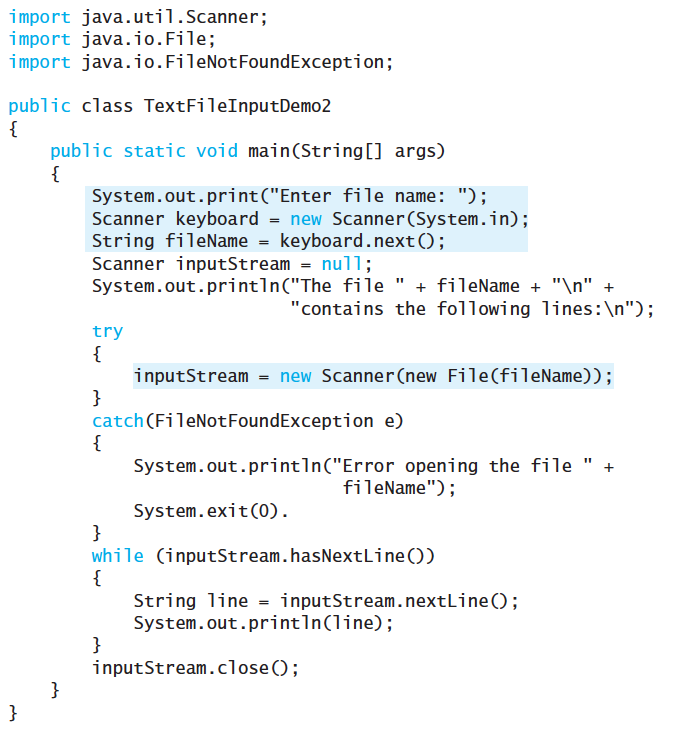 import java.util.Scanner;
import java.io.File;
import java.io.FileNotFoundException;

public class TextFileInputDemo2
{
    public static void main(String[] args)
    {
        System.out.print("Enter file name: ");
        Scanner keyboard = new Scanner(System.in);
        String fileName = keyboard.next();
        Scanner inputStream = null;
        System.out.println("The file " + fileName + "\n" +
                           "contains the following lines:\n");
        try
        {
            inputStream = new Scanner(new File(fileName));
        }
        catch(FileNotFoundException e)
        {
            System.out.println("Error opening the file " +
                                fileName");
            System.exit(0).
        }
        while (inputStream.hasNextLine())
        {
            String line = inputStream.nextLine();
            System.out.println(line);
        }
        inputStream.close();
    }
}